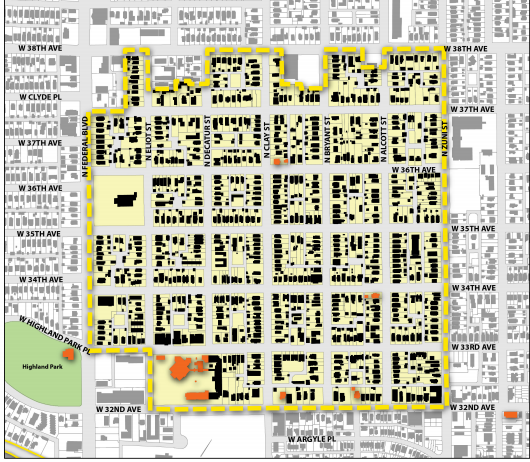 W 38TH AVE
W 38TH AVE
W CLYDE PL
W 37TH AVE
W 37TH AVE
N FEDERAL BLVD
N ELIOT ST
N DECATUR ST
N CLAY ST
N BRYANT ST
N ALCOTT ST
N ZUNI ST
W 36TH AVE
W 36TH AVE
W 35TH AVE
W 35TH AVE
W 34TH AVE
W 34TH AVE
W HIGHLAND PARK PL
W 33RD AVE
Highland Park
W 32ND AVE
W 32ND AVE
W ARGYLE PL